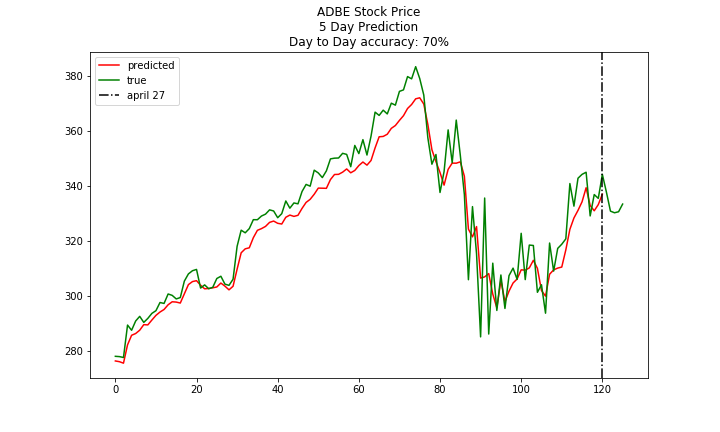 ADBE Stock Price
5 Day Prediction
Day to Day accuracy: 70%
predicted
true
april 27
380
360
340
320
300
280
0
20
40
60
80
100
120